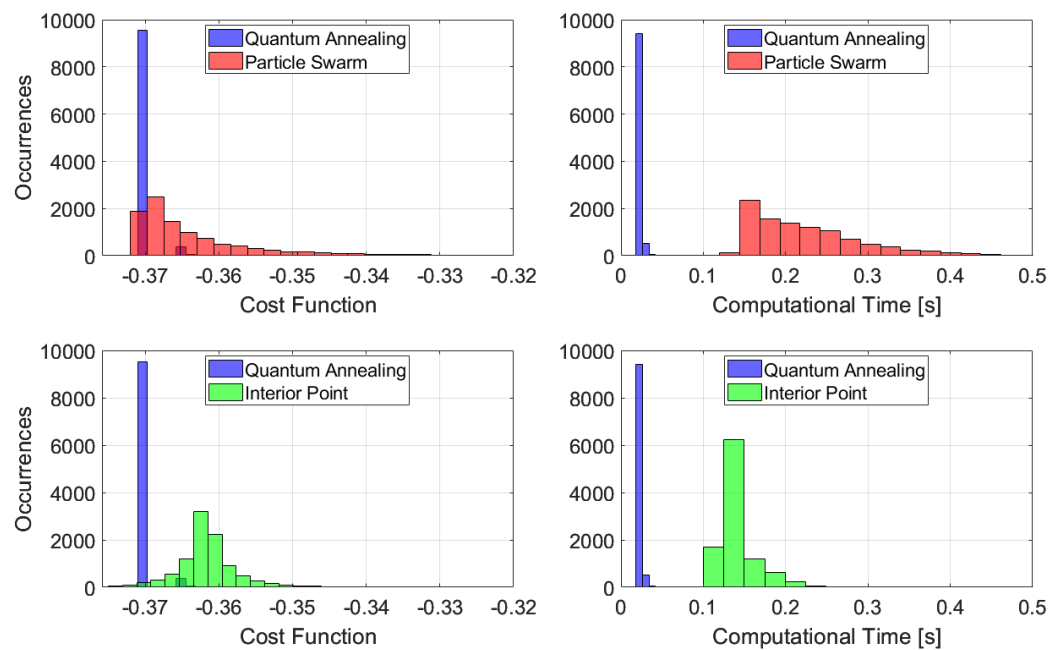 10000
8000
6000
4000
2000
0
Occurrences
Quantum Annealing
Particle Swarm
-0.37 -0.36 -0.35 -0.34 -0.33 -0.32
Cost Function
10000
8000
6000
4000
2000
0
Quantum Annealing
Particle Swarm
0 0.1 0.2 0.3 0.4 0.5
Computational Time [s]
10000
8000
6000
4000
2000
0
Occurrences
Quantum Annealing
Interior Point
-0.37 -0.36 -0.35 -0.34 -0.33 -0.32
Cost Function
10000
8000
6000
4000
2000
0
Quantum Annealing
Interior Point
0 0.1 0.2 0.3 0.4 0.5
Computational Time [s]